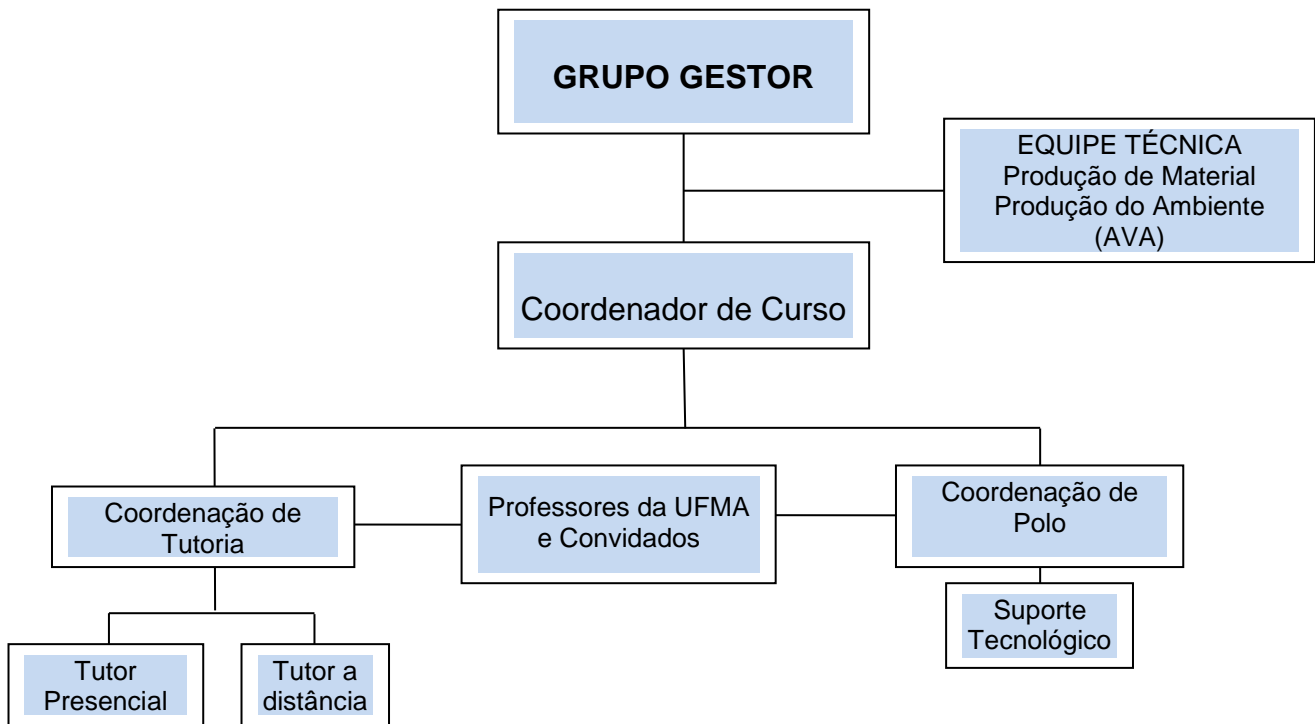 GRUPO GESTOR
EQUIPE TÉCNICA
Produção de Material
Produção do Ambiente
(AVA)
Coordenador de Curso
Coordenação de
Tutoria
Professores da UFMA
e Convidados
Coordenação de
Polo
Suporte
Tecnológico
Tutor
Presencial
Tutor a
distância